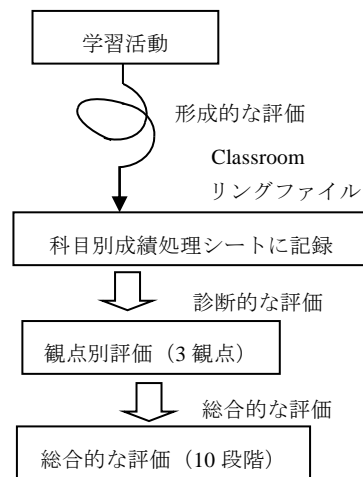 学習活動
形成的な評価
Classroom
リングファイル
科目別成績処理シートに記録
診断的な評価
観点別評価（3 観点）
総合的な評価
総合的な評価（10 段階）